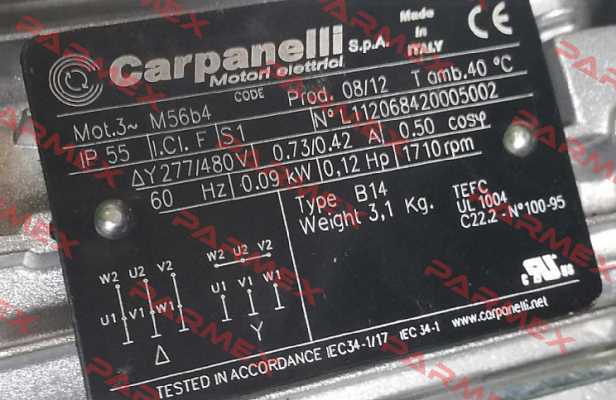 Carpanelli S.p.A. Made in ITALY CE
Motori elettrici
CODE Prod. 08/12 T amb.40 °C
Mot.3~ M56b4 N° L112068420005002
IP 55 I.Cl. F S1
ΔY 277/480 V 0.73/0.42 A 0.50 cosφ
60 Hz 0.09 kW 0,12 Hp 1710 rpm
Type B14 TEFC
Weight 3,1 Kg. UL 1004
C22.2 - N°100-95
W2 U2 V2 W2 U2 V2
U1 V1 W1 U1 V1 W1
Δ Y
c RU us
TESTED IN ACCORDANCE IEC34-1/17 IEC 34-1 www.carpanelli.net
PARMEX